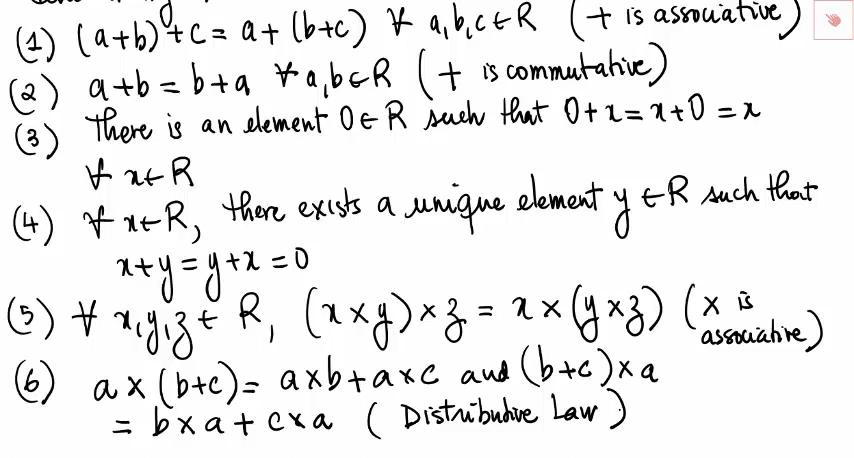 (1) (a+b)+c = a+(b+c) ∀ a,b,c ∈ R (+ is associative)
(2) a+b = b+a ∀ a,b ∈ R (+ is commutative)
(3) There is an element 0 ∈ R such that 0+x = x+0 = x
∀ x ∈ R
(4) ∀ x ∈ R, there exists a unique element y ∈ R such that
x+y = y+x = 0
(5) ∀ x,y,z ∈ R, (x×y)×z = x×(y×z) (× is
associative)
(6) a×(b+c) = a×b+a×c and (b+c)×a
= b×a+c×a (Distributive Law)